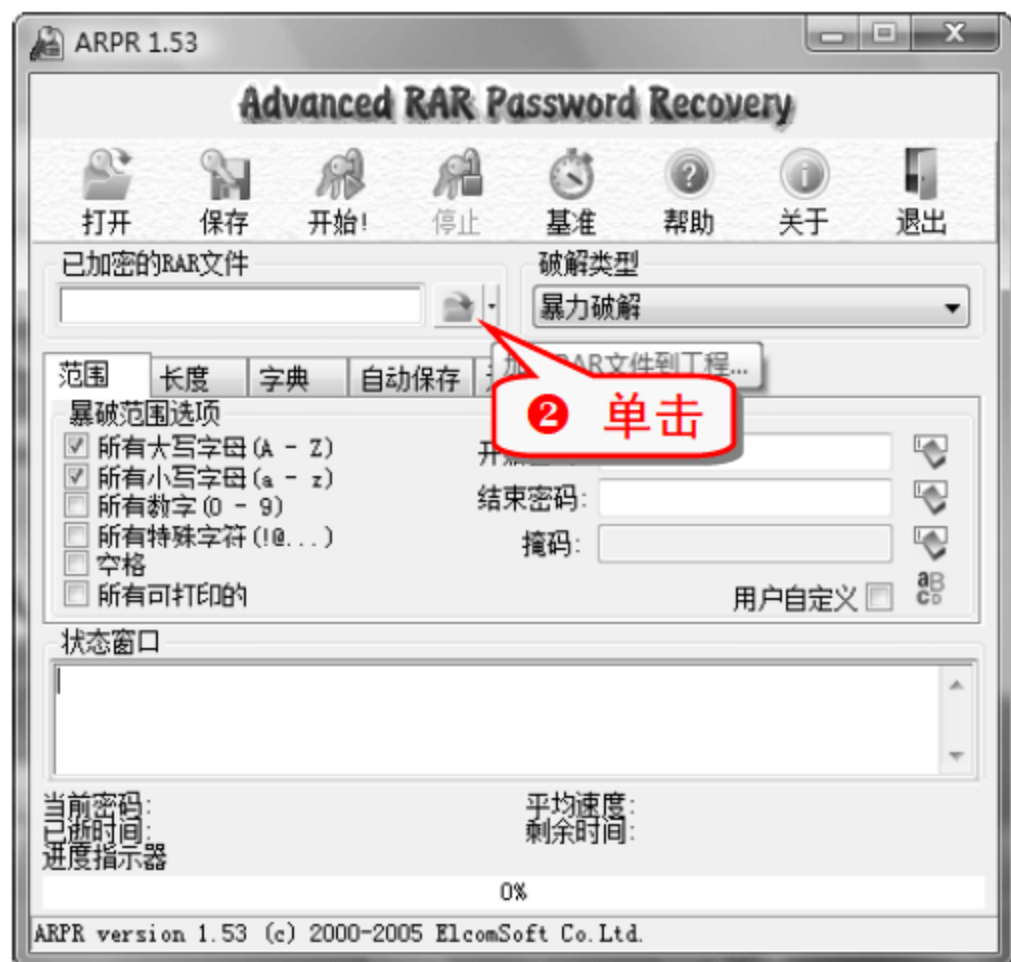 ARPR 1.53
Advanced RAR Password Recovery
打开 保存 开始! 停止 基准 帮助 关于 退出
已加密的RAR文件 破解类型
暴力破解
RAR文件到工程...
范围 长度 字典 自动保存
❷ 单击
暴破范围选项
所有大写字母(A - Z)
所有小写字母(a - z)
所有数字(0 - 9)
结束密码:
所有特殊字符(!@...)
掩码:
空格
所有可打印的
用户自定义
状态窗口
当前密码: 平均速度:
已逝时间: 剩余时间:
进度指示器
0%
ARPR version 1.53 (c) 2000-2005 ElcomSoft Co.Ltd.